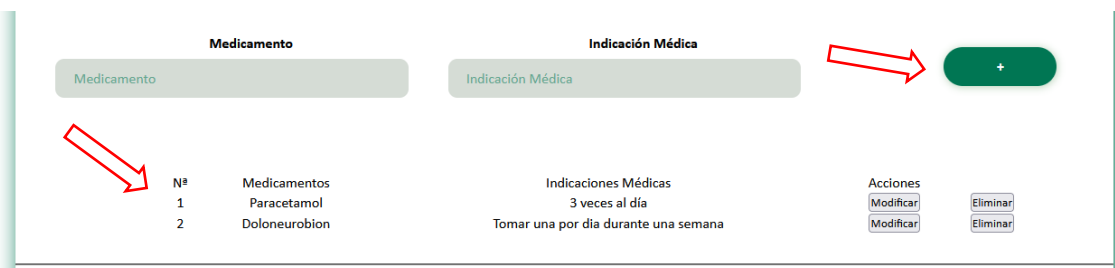 Medicamento Indicación Médica
Medicamento Indicación Médica +
Nª Medicamentos Indicaciones Médicas Acciones
1 Paracetamol 3 veces al día Modificar Eliminar
2 Doloneurobion Tomar una por dia durante una semana Modificar Eliminar